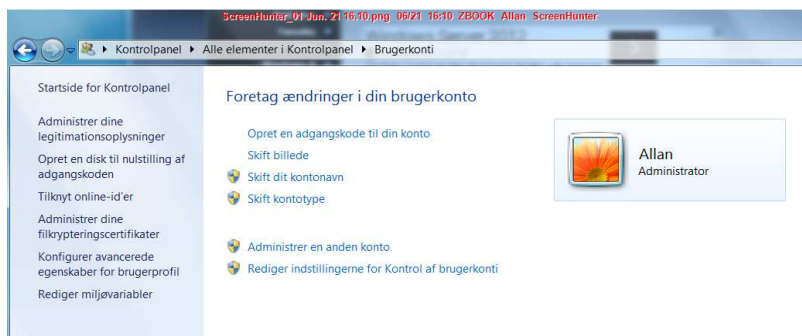 ScreenHunter_01 Jun. 21 16.10.png 06/21 16:10 ZBOOK Allan ScreenHunter
Windows Server 2012
Kontrolpanel ▸ Alle elementer i Kontrolpanel ▸ Brugerkonti
Startside for Kontrolpanel
Administrer dine
legitimationsoplysninger
Opret en disk til nulstilling af
adgangskoden
Tilknyt online-id'er
Administrer dine
filkrypteringscertifikater
Konfigurer avancerede
egenskaber for brugerprofil
Rediger miljøvariabler
Foretag ændringer i din brugerkonto
Opret en adgangskode til din konto
Skift billede
Skift dit kontonavn
Skift kontotype
Administrer en anden konto
Rediger indstillingerne for Kontrol af brugerkonti
Allan
Administrator